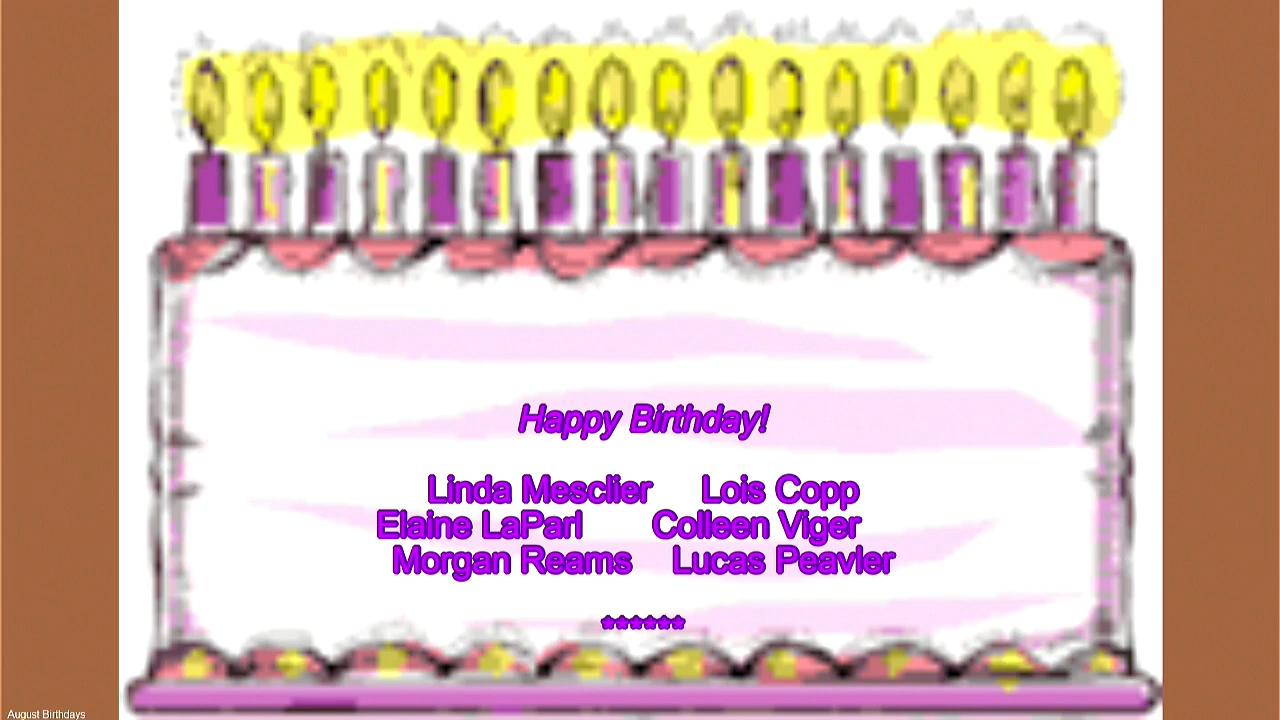 Happy Birthday!
Linda Mesclier Lois Copp
Elaine LaParl Colleen Viger
Morgan Reams Lucas Peavler
******
August Birthdays